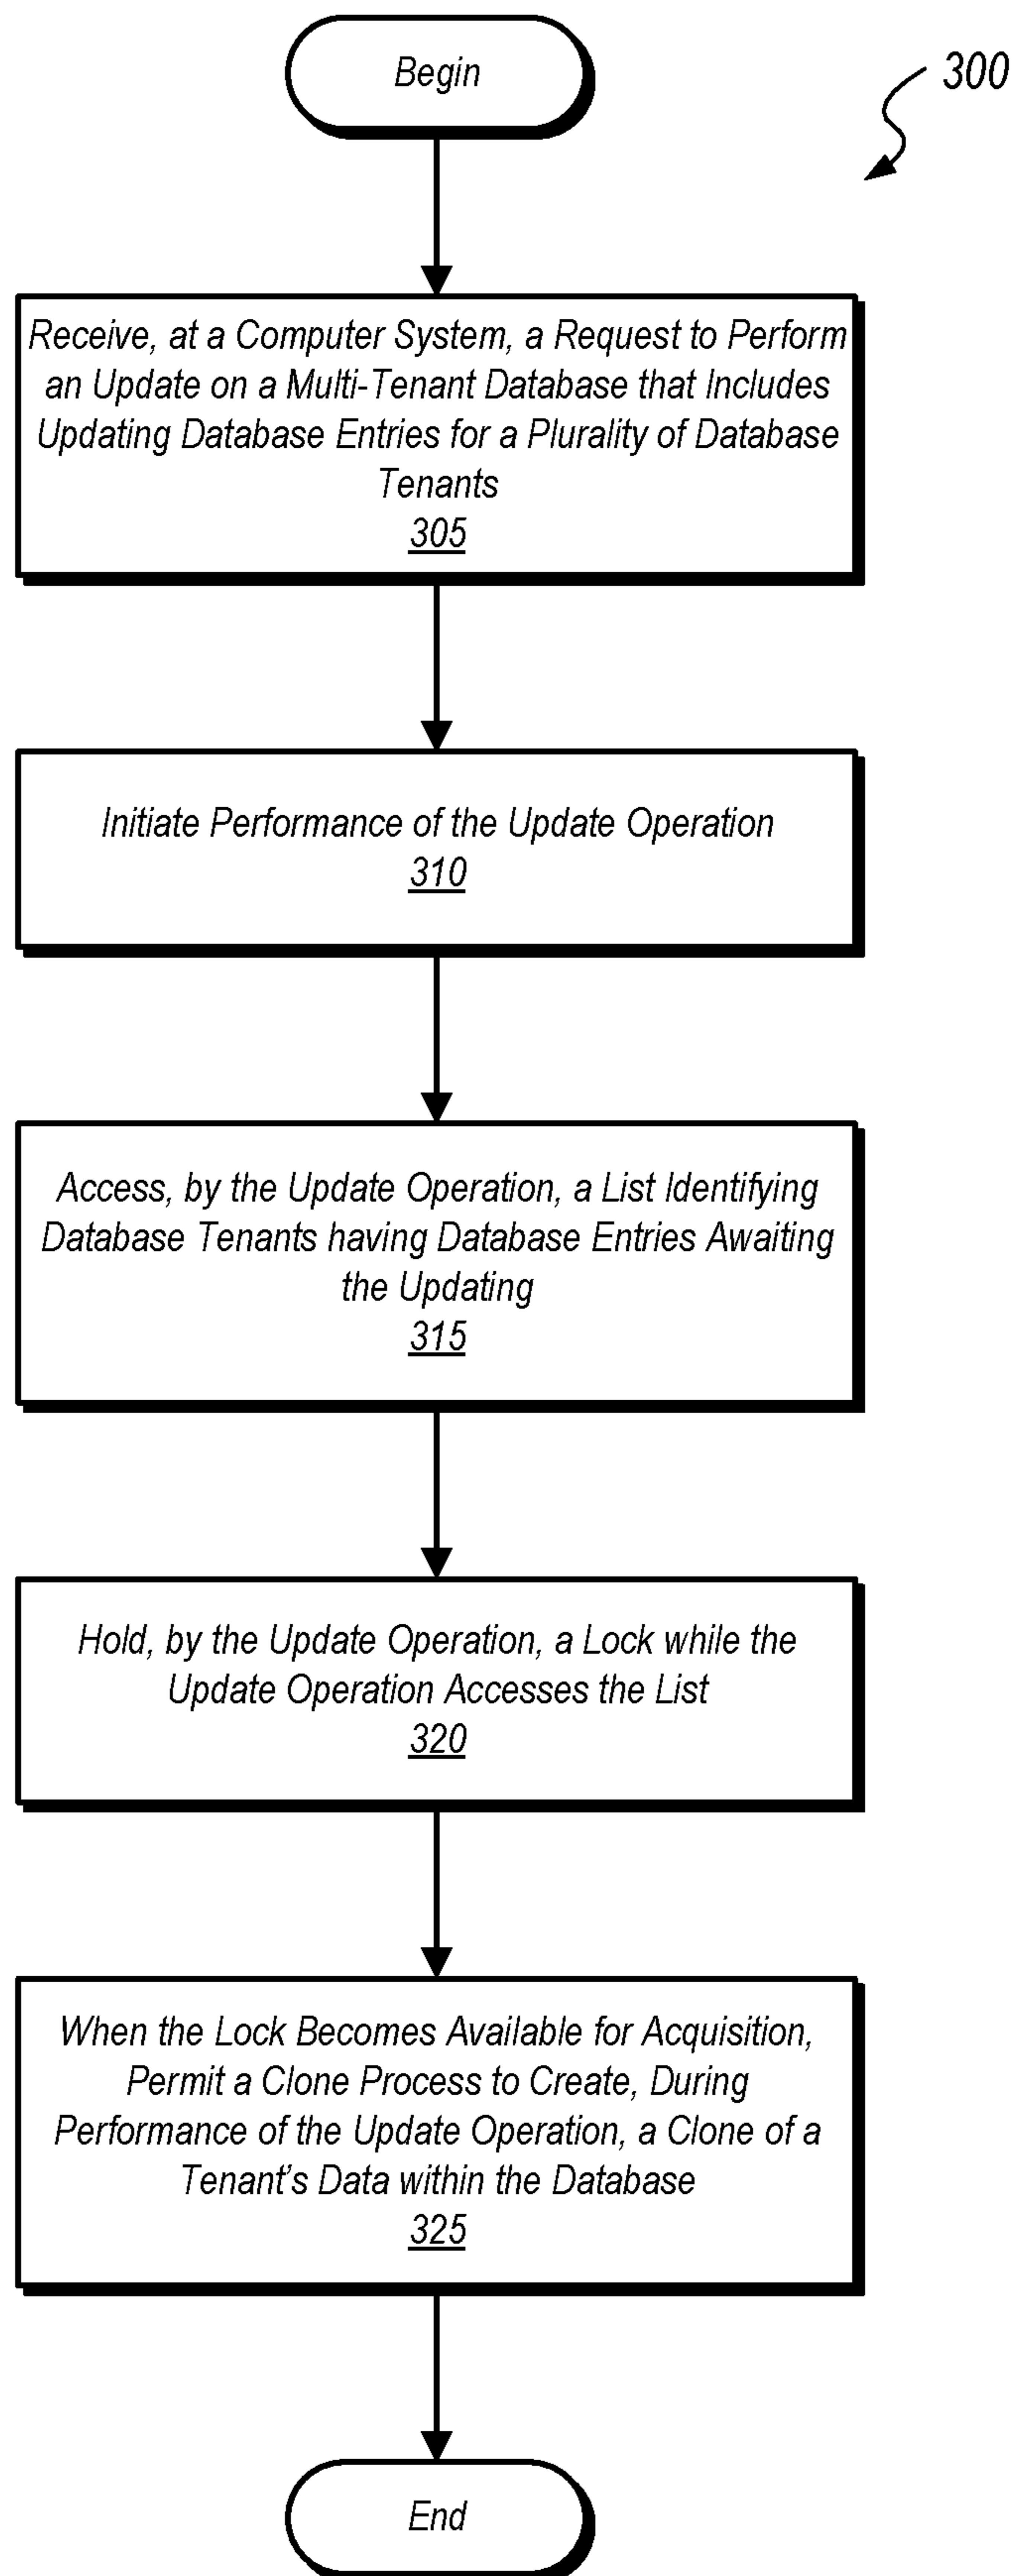 Begin
300
Receive, at a Computer System, a Request to Perform
an Update on a Multi-Tenant Database that Includes
Updating Database Entries for a Plurality of Database
Tenants
305
Initiate Performance of the Update Operation
310
Access, by the Update Operation, a List Identifying
Database Tenants having Database Entries Awaiting
the Updating
315
Hold, by the Update Operation, a Lock while the
Update Operation Accesses the List
320
When the Lock Becomes Available for Acquisition,
Permit a Clone Process to Create, During
Performance of the Update Operation, a Clone of a
Tenant's Data within the Database
325
End